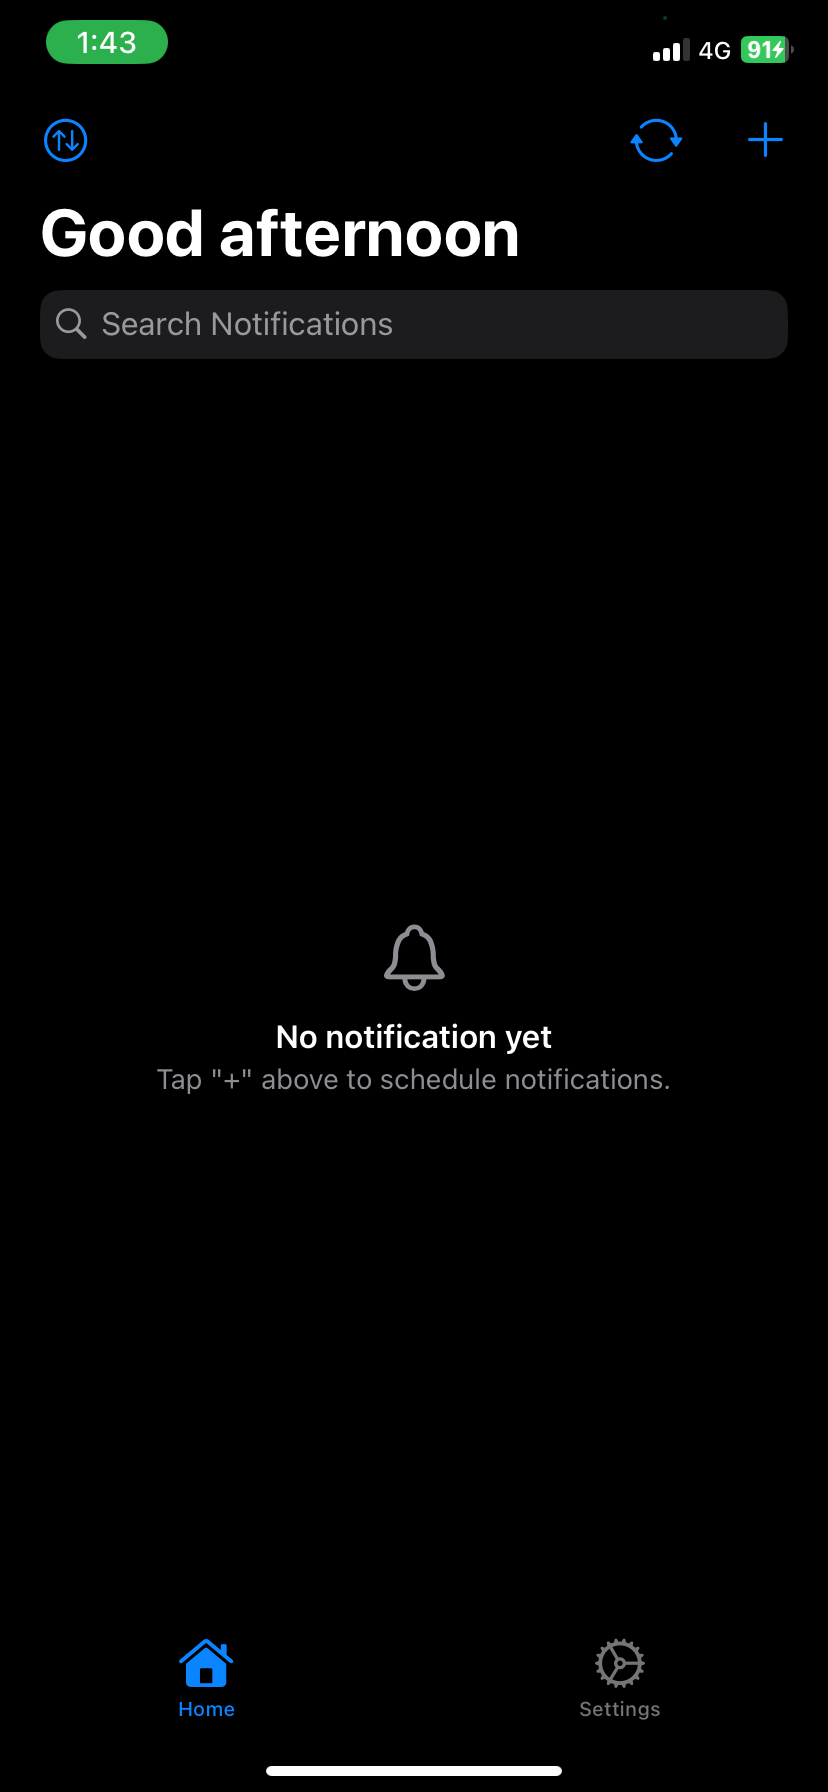 1:43
4G 91
Good afternoon
Search Notifications
No notification yet
Tap "+" above to schedule notifications.
Home
Settings